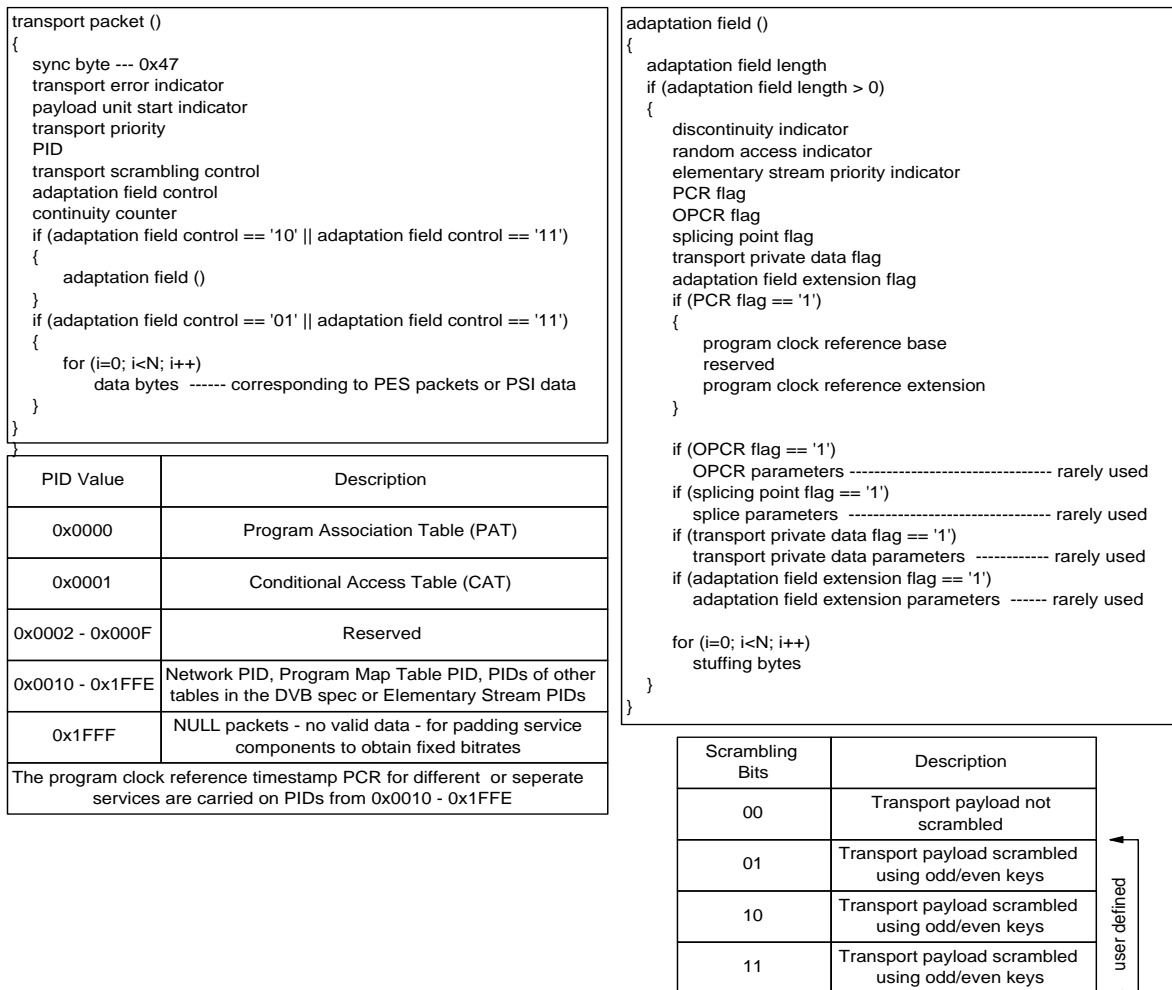 transport packet ()
{
sync byte --- 0x47
transport error indicator
payload unit start indicator
transport priority
PID
transport scrambling control
adaptation field control
continuity counter
if (adaptation field control == '10' || adaptation field control == '11')
{
adaptation field ()
}
if (adaptation field control == '01' || adaptation field control == '11')
{
for (i=0; i<N; i++)
data bytes ------ corresponding to PES packets or PSI data
}
}
}
PID Value
Description
0x0000
Program Association Table (PAT)
0x0001
Conditional Access Table (CAT)
0x0002 - 0x000F
Reserved
0x0010 - 0x1FFE
Network PID, Program Map Table PID, PIDs of other
tables in the DVB spec or Elementary Stream PIDs
0x1FFF
NULL packets - no valid data - for padding service
components to obtain fixed bitrates
The program clock reference timestamp PCR for different or seperate
services are carried on PIDs from 0x0010 - 0x1FFE
adaptation field ()
{
adaptation field length
if (adaptation field length > 0)
{
discontinuity indicator
random access indicator
elementary stream priority indicator
PCR flag
OPCR flag
splicing point flag
transport private data flag
adaptation field extension flag
if (PCR flag == '1')
{
program clock reference base
reserved
program clock reference extension
}
if (OPCR flag == '1')
OPCR parameters --------------------------------- rarely used
if (splicing point flag == '1')
splice parameters --------------------------------- rarely used
if (transport private data flag == '1')
transport private data parameters ------------ rarely used
if (adaptation field extension flag == '1')
adaptation field extension parameters ------ rarely used
for (i=0; i<N; i++)
stuffing bytes
}
}
Scrambling
Bits
Description
00
Transport payload not
scrambled
01
Transport payload scrambled
using odd/even keys
10
Transport payload scrambled
using odd/even keys
11
Transport payload scrambled
using odd/even keys
user defined